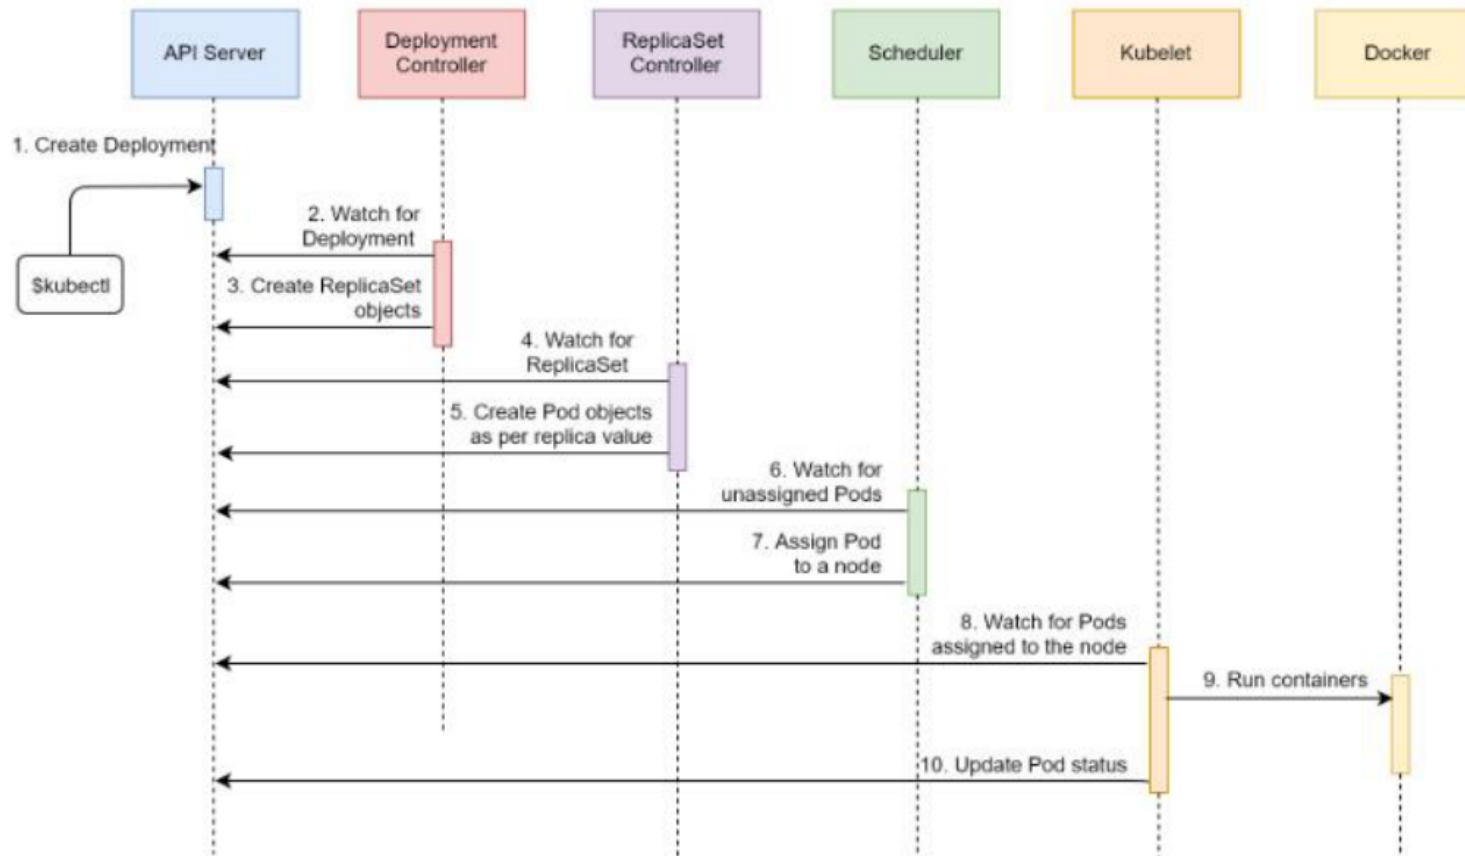 API Server
Deployment
Controller
ReplicaSet
Controller
Scheduler
Kubelet
Docker
1. Create Deployment
$kubectl
2. Watch for
Deployment
3. Create ReplicaSet
objects
4. Watch for
ReplicaSet
5. Create Pod objects
as per replica value
6. Watch for
unassigned Pods
7. Assign Pod
to a node
8. Watch for Pods
assigned to the node
9. Run containers
10. Update Pod status